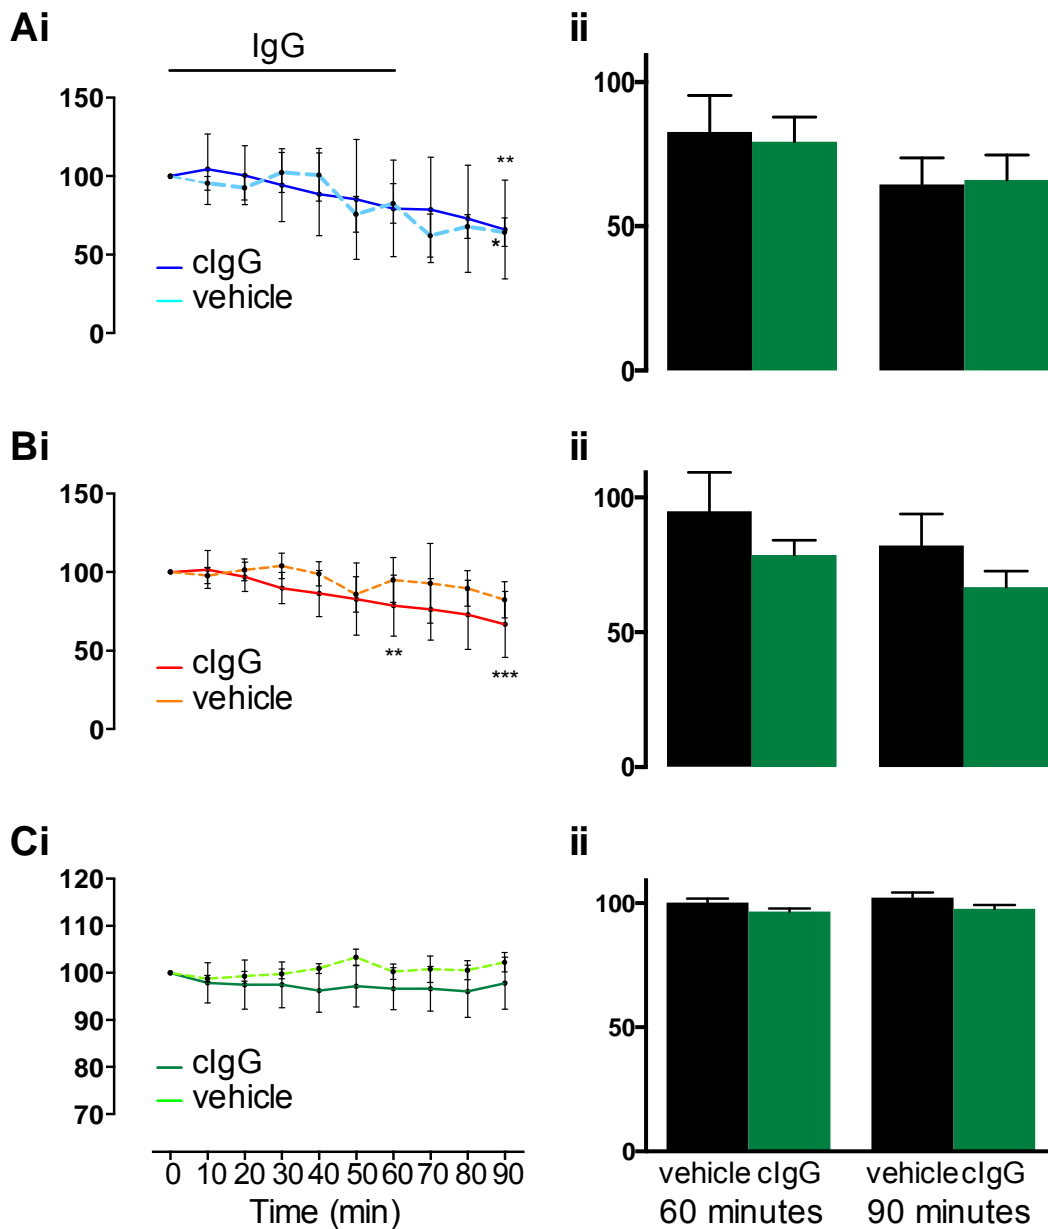 Ai
IgG
150
100
50
0
**
*
cIgG
vehicle
ii
100
50
0
Bi
150
100
50
0
**
***
cIgG
vehicle
ii
100
50
0
Ci
120
110
100
90
80
70
cIgG
vehicle
0 10 20 30 40 50 60 70 80 90
Time (min)
ii
100
50
0
vehicle cIgG vehicle cIgG
60 minutes 90 minutes